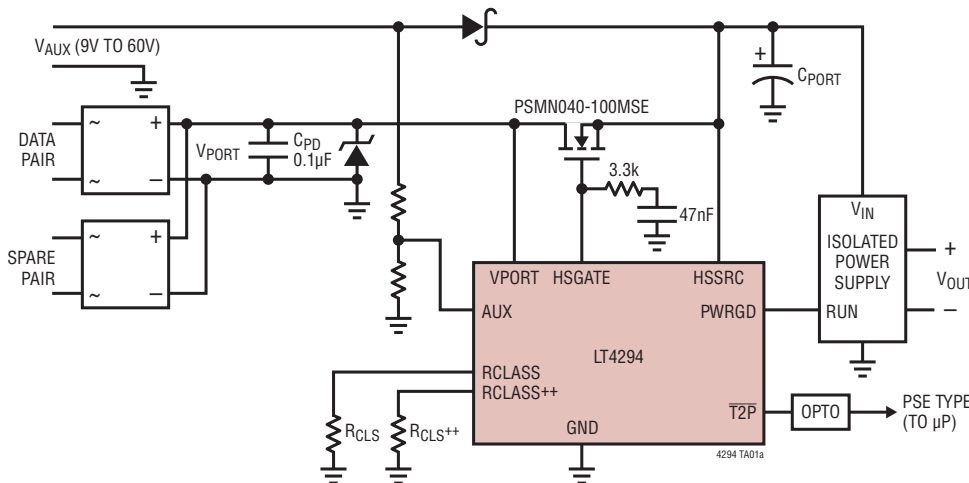 VAUX (9V TO 60V)
+
CPORT
PSMN040-100MSE
~
+
DATA
PAIR
VPORT
CPD
0.1µF
~
–
3.3k
47nF
SPARE
PAIR
~
+
~
–
VIN
ISOLATED
POWER
SUPPLY
RUN
+
VOUT
–
VPORT
HSGATE
HSSRC
AUX
PWRGD
LT4294
RCLASS
RCLASS++
T2P
GND
RCLS
RCLS++
OPTO
PSE TYPE
(TO µP)
4294 TA01a